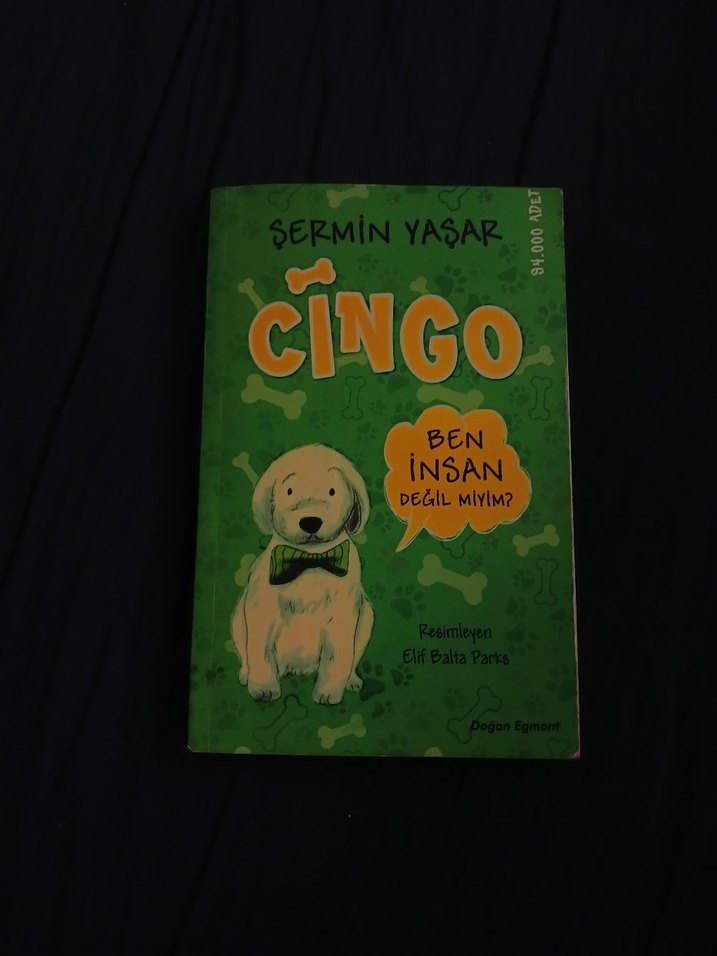 ŞERMİN YAŞAR
94.000 ADET
CİNGO
BEN
İNSAN
DEĞİL MİYİM?
Resimleyen
Elif Balta Parks
Doğan Egmont